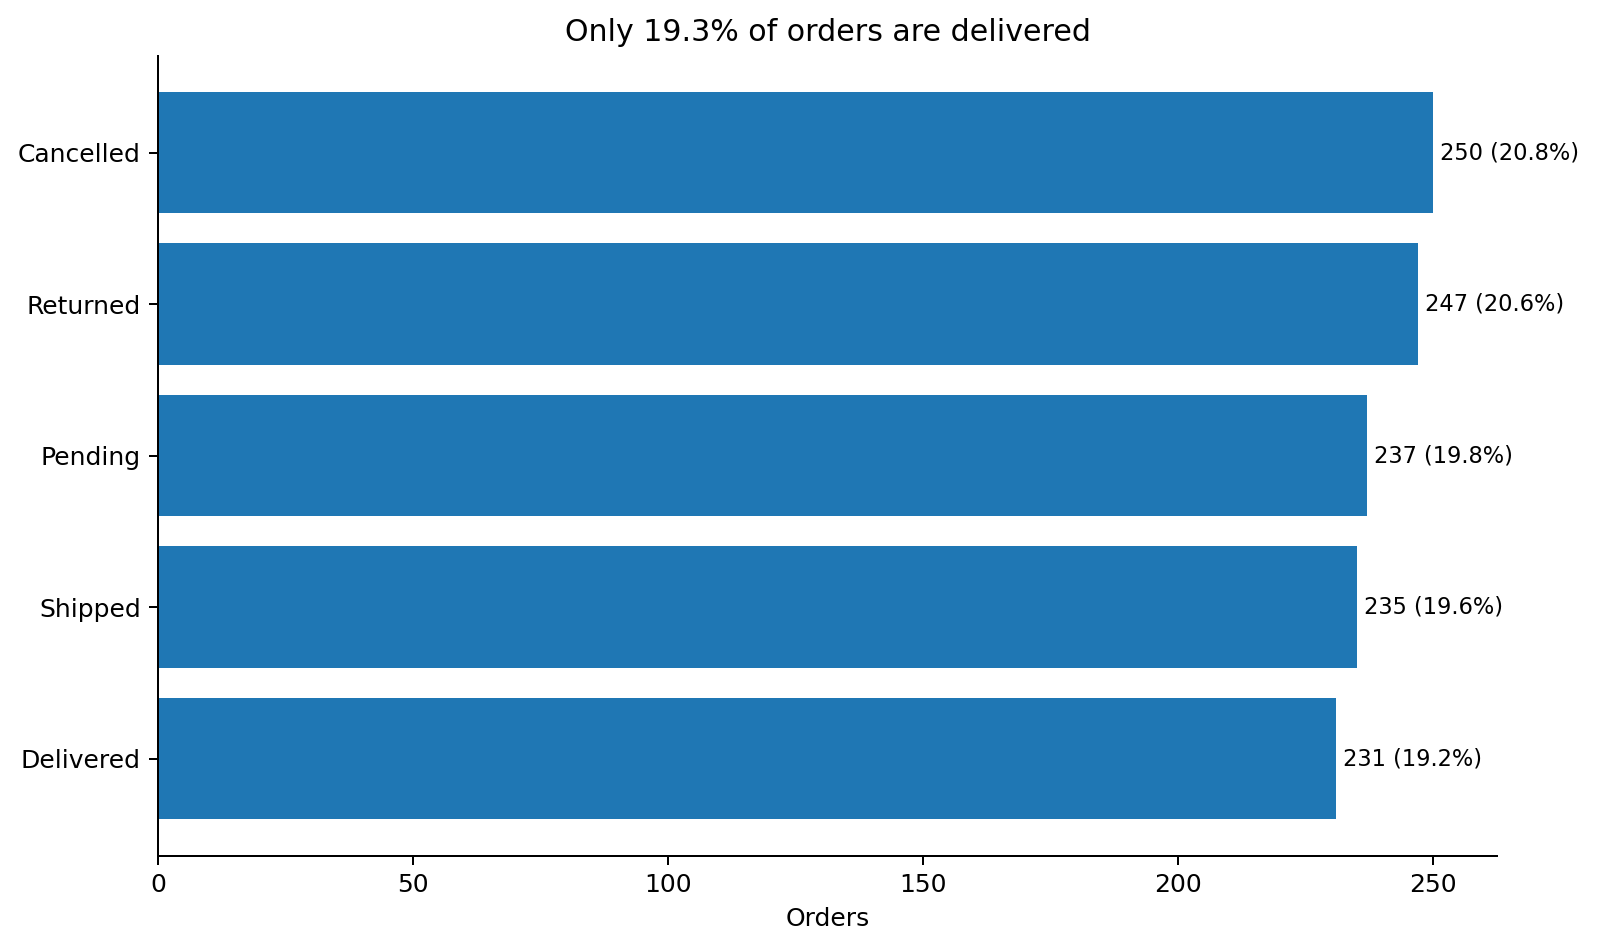 Only 19.3% of orders are delivered
Cancelled
250 (20.8%)
Returned
247 (20.6%)
Pending
237 (19.8%)
Shipped
235 (19.6%)
Delivered
231 (19.2%)
0 50 100 150 200 250
Orders